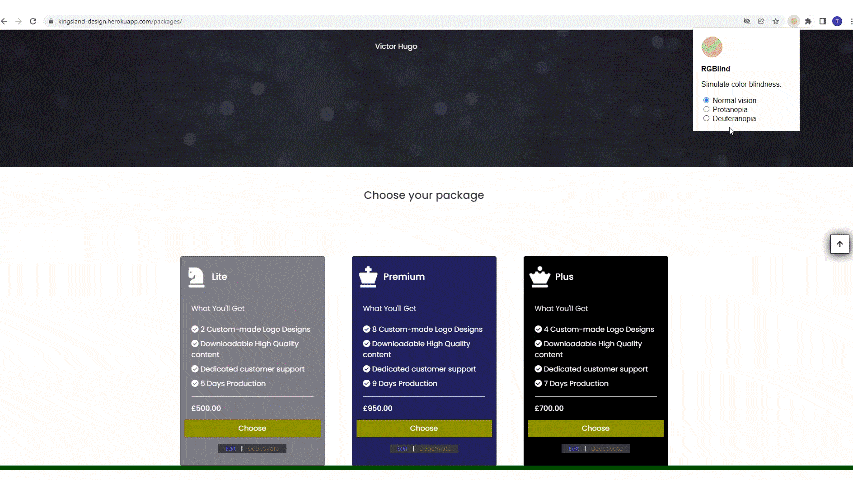 kingsland-design.herokuapp.com/packages/
T
Victor Hugo
RGBlind
Simulate color blindness.
Normal vision
Protanopia
Deuteranopia
Choose your package
Lite
What You'll Get
2 Custom-made Logo Designs
Downloadable High Quality
content
Dedicated customer support
5 Days Production
£500.00
Choose
Premium
What You'll Get
8 Custom-made Logo Designs
Downloadable High Quality
content
Dedicated customer support
9 Days Production
£950.00
Choose
Plus
What You'll Get
4 Custom-made Logo Designs
Downloadable High Quality
content
Dedicated customer support
7 Days Production
£700.00
Choose